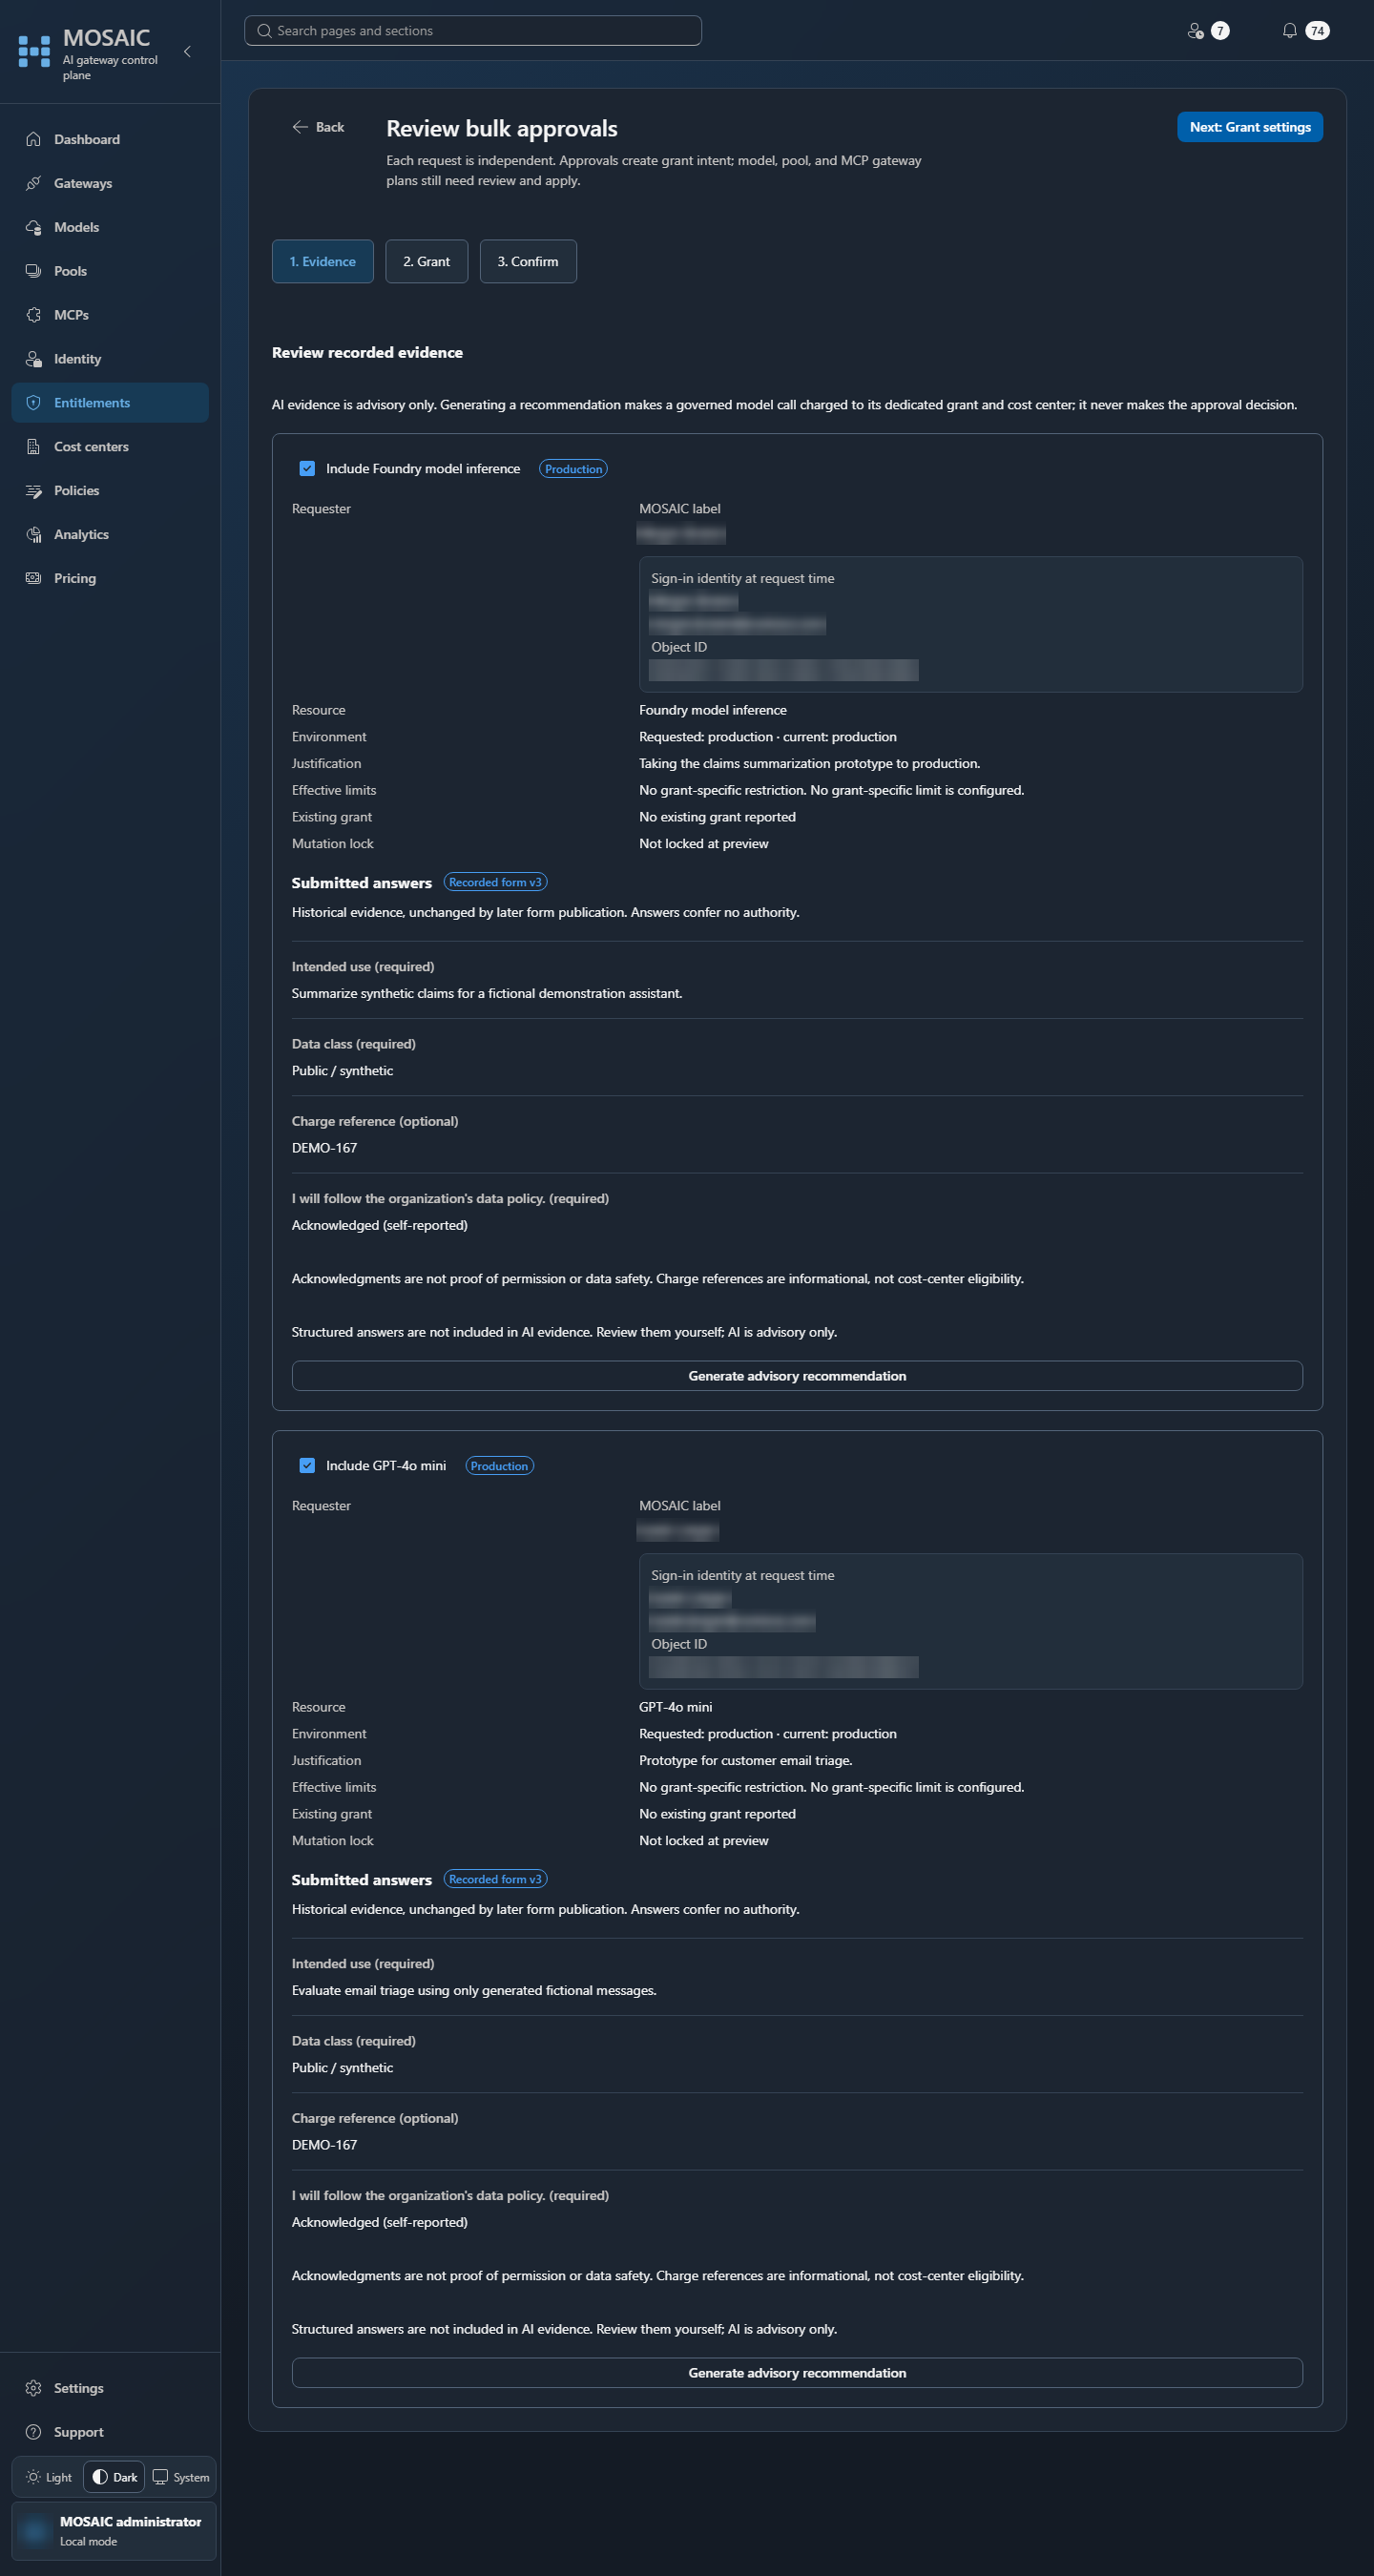 MOSAIC
AI gateway control
plane
Search pages and sections
7
74
Dashboard
Gateways
Models
Pools
MCPs
Identity
Entitlements
Cost centers
Policies
Analytics
Pricing
Back
Review bulk approvals
Next: Grant settings
Each request is independent. Approvals create grant intent; model, pool, and MCP gateway
plans still need review and apply.
1. Evidence
2. Grant
3. Confirm
Review recorded evidence
AI evidence is advisory only. Generating a recommendation makes a governed model call charged to its dedicated grant and cost center; it never makes the approval decision.
Include Foundry model inference
Production
Requester
MOSAIC label
Sign-in identity at request time
Object ID
Resource
Foundry model inference
Environment
Requested: production · current: production
Justification
Taking the claims summarization prototype to production.
Effective limits
No grant-specific restriction. No grant-specific limit is configured.
Existing grant
No existing grant reported
Mutation lock
Not locked at preview
Submitted answers
Recorded form v3
Historical evidence, unchanged by later form publication. Answers confer no authority.
Intended use (required)
Summarize synthetic claims for a fictional demonstration assistant.
Data class (required)
Public / synthetic
Charge reference (optional)
DEMO-167
I will follow the organization's data policy. (required)
Acknowledged (self-reported)
Acknowledgments are not proof of permission or data safety. Charge references are informational, not cost-center eligibility.
Structured answers are not included in AI evidence. Review them yourself; AI is advisory only.
Generate advisory recommendation
Include GPT-4o mini
Production
Requester
MOSAIC label
Sign-in identity at request time
Object ID
Resource
GPT-4o mini
Environment
Requested: production · current: production
Justification
Prototype for customer email triage.
Effective limits
No grant-specific restriction. No grant-specific limit is configured.
Existing grant
No existing grant reported
Mutation lock
Not locked at preview
Submitted answers
Recorded form v3
Historical evidence, unchanged by later form publication. Answers confer no authority.
Intended use (required)
Evaluate email triage using only generated fictional messages.
Data class (required)
Public / synthetic
Charge reference (optional)
DEMO-167
I will follow the organization's data policy. (required)
Acknowledged (self-reported)
Acknowledgments are not proof of permission or data safety. Charge references are informational, not cost-center eligibility.
Structured answers are not included in AI evidence. Review them yourself; AI is advisory only.
Generate advisory recommendation
Settings
Support
Light
Dark
System
MOSAIC administrator
Local mode